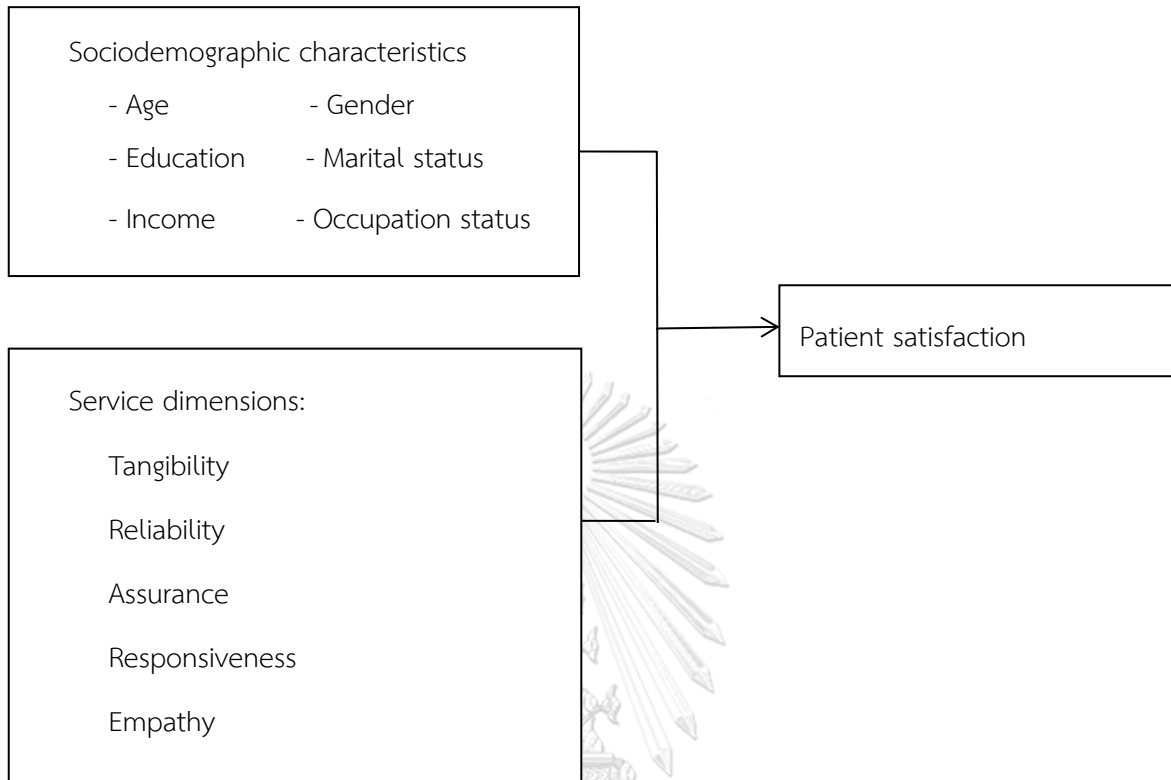 Sociodemographic characteristics
- Age - Gender
- Education - Marital status
- Income - Occupation status
Patient satisfaction
Service dimensions:
Tangibility
Reliability
Assurance
Responsiveness
Empathy